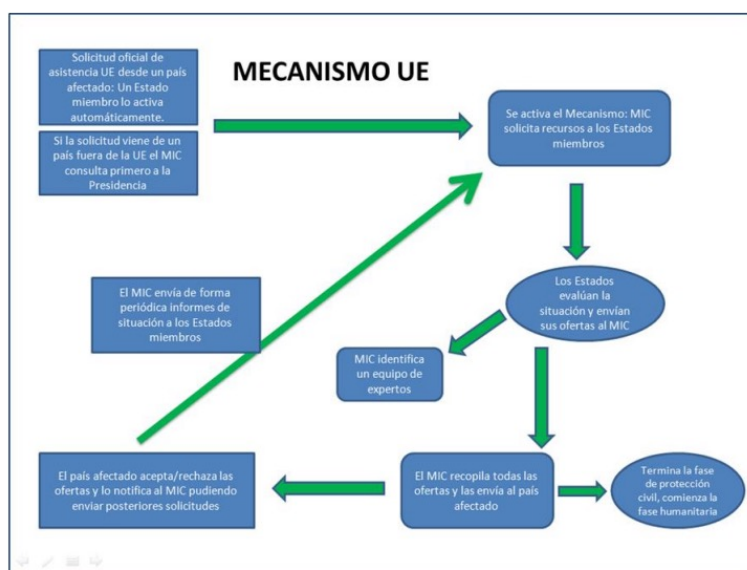 MECANISMO UE
Solicitud oficial de
asistencia UE desde un país
afectado: Un Estado
miembro lo activa
automáticamente.
Si la solicitud viene de un
país fuera de la UE el MIC
consulta primero a la
Presidencia
Se activa el Mecanismo: MIC
solicita recursos a los Estados
miembros
Los Estados
evalúan la
situación y envían
sus ofertas al MIC
El MIC envía de forma
periódica informes de
situación a los Estados
miembros
MIC identifica
un equipo de
expertos
El país afectado acepta/rechaza las
ofertas y lo notifica al MIC pudiendo
enviar posteriores solicitudes
El MIC recopila todas las
ofertas y las envía al país
afectado
Termina la fase
de protección
civil, comienza la
fase humanitaria